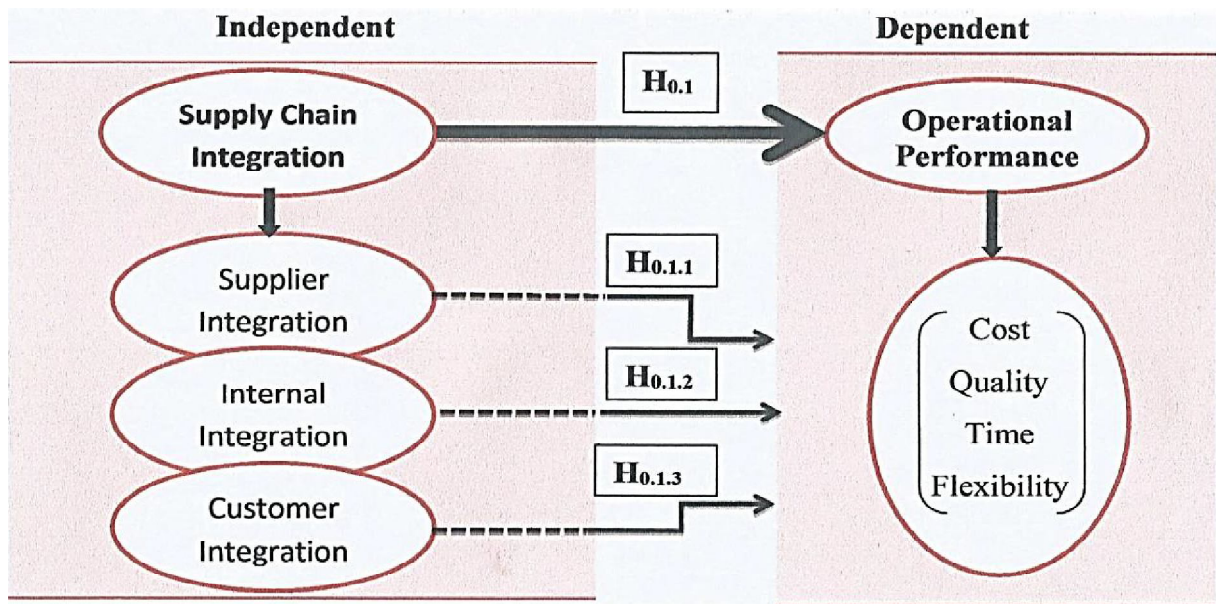 Independent
Dependent
H0.1
Supply Chain
Integration
Operational
Performance
H0.1.1
Supplier
Integration
H0.1.2
Internal
Integration
H0.1.3
Customer
Integration
Cost
Quality
Time
Flexibility